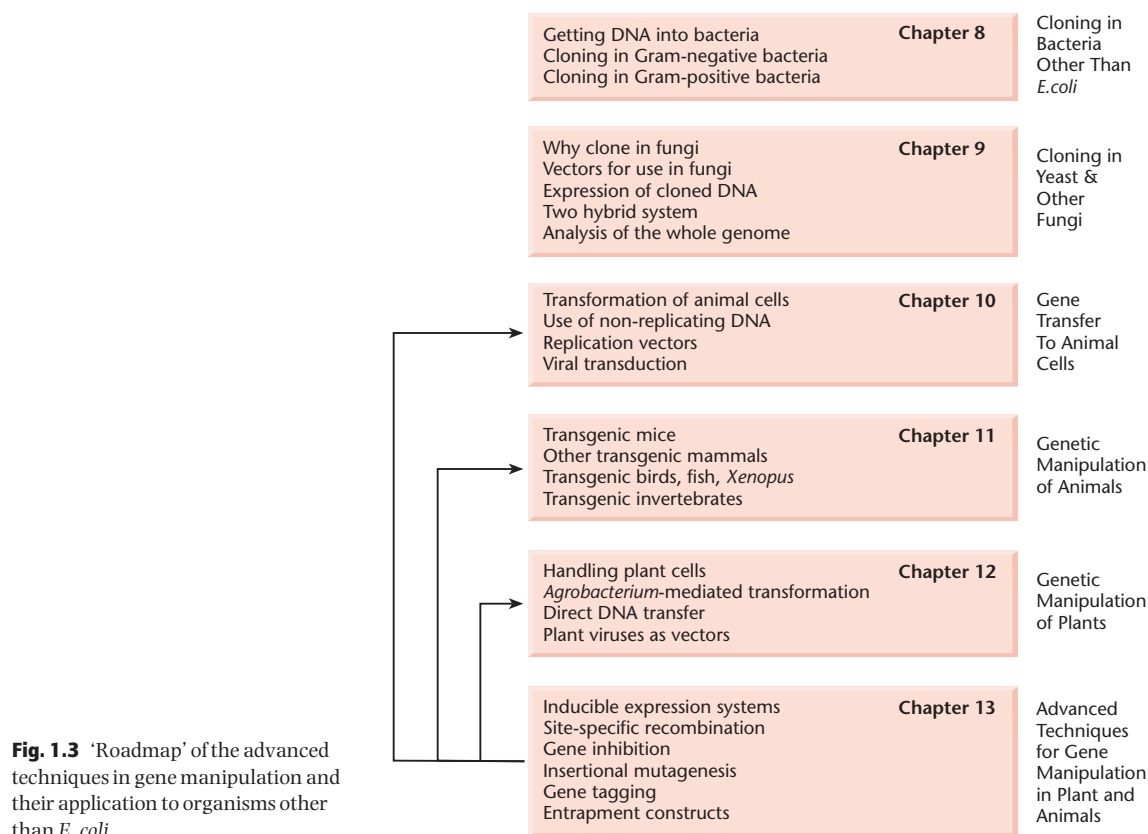 Getting DNA into bacteria
Cloning in Gram-negative bacteria
Cloning in Gram-positive bacteria
Chapter 8
Cloning in
Bacteria
Other Than
E.coli
Why clone in fungi
Vectors for use in fungi
Expression of cloned DNA
Two hybrid system
Analysis of the whole genome
Chapter 9
Cloning in
Yeast &
Other
Fungi
Transformation of animal cells
Use of non-replicating DNA
Replication vectors
Viral transduction
Chapter 10
Gene
Transfer
To Animal
Cells
Transgenic mice
Other transgenic mammals
Transgenic birds, fish, Xenopus
Transgenic invertebrates
Chapter 11
Genetic
Manipulation
of Animals
Handling plant cells
Agrobacterium-mediated transformation
Direct DNA transfer
Plant viruses as vectors
Chapter 12
Genetic
Manipulation
of Plants
Inducible expression systems
Site-specific recombination
Gene inhibition
Insertional mutagenesis
Gene tagging
Entrapment constructs
Chapter 13
Advanced
Techniques
for Gene
Manipulation
in Plant and
Animals
Fig. 1.3 ‘Roadmap’ of the advanced
techniques in gene manipulation and
their application to organisms other
than E. coli